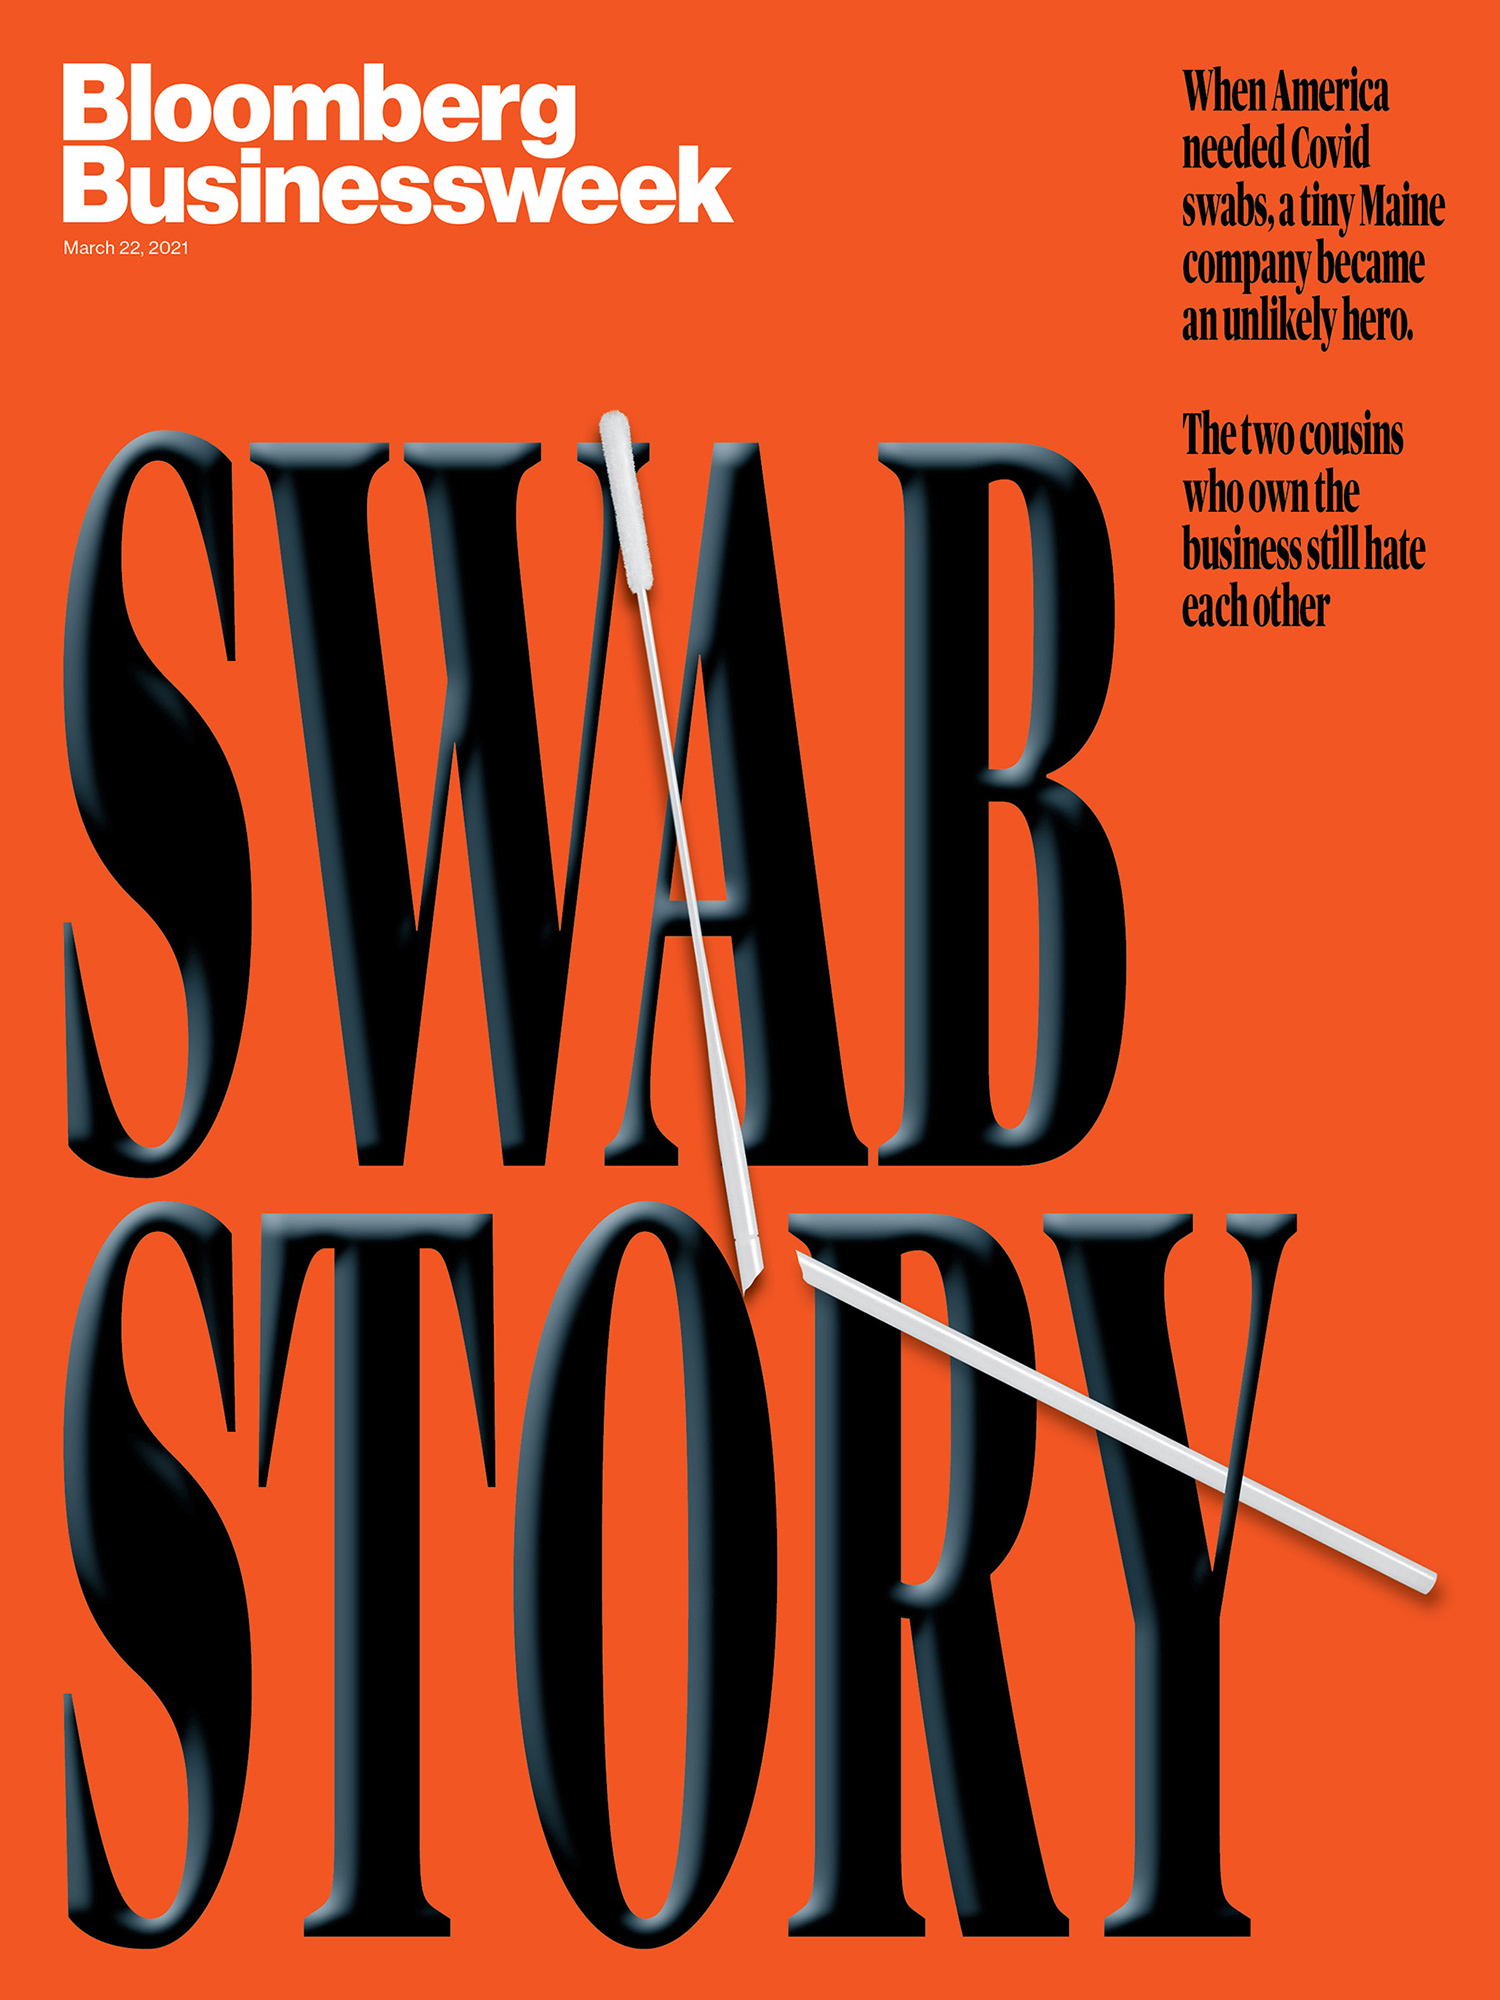 Bloomberg
Businessweek
March 22, 2021
When America
needed Covid
swabs, a tiny Maine
company became
an unlikely hero.
The two cousins
who own the
business still hate
each other
SWAB
STORY